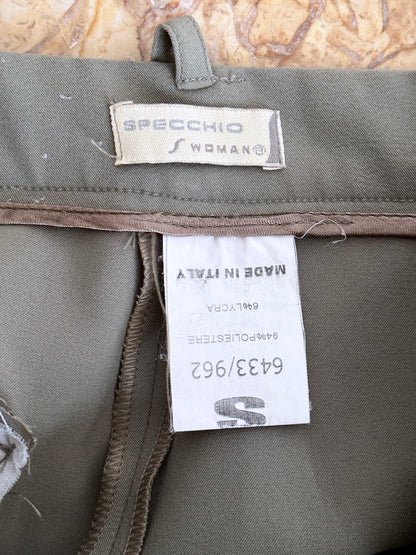 SPECCHIO
S WOMAN®
S
6433/962
94%POLIESTERE
6%LYCRA
MADE IN ITALY